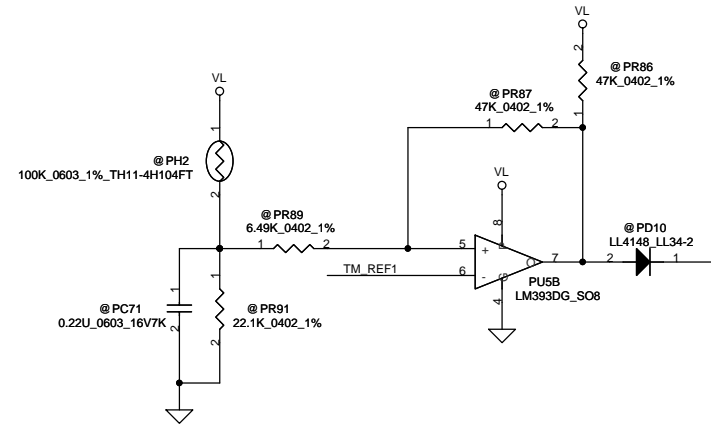 VL
2
@PR86
47K_0402_1%
1
VL
@PR87
47K_0402_1%
1
2
1
@PH2
100K_0603_1%_TH11-4H104FT
2
VL
8
@PR89
6.49K_0402_1%
1
2
5
+
P
TM_REF1
6
-
G
O
7
PU5B
LM393DG_SO8
4
@PD10
LL4148_LL34-2
2
1
1
@PC71
0.22U_0603_16V7K
2
1
@PR91
22.1K_0402_1%
2